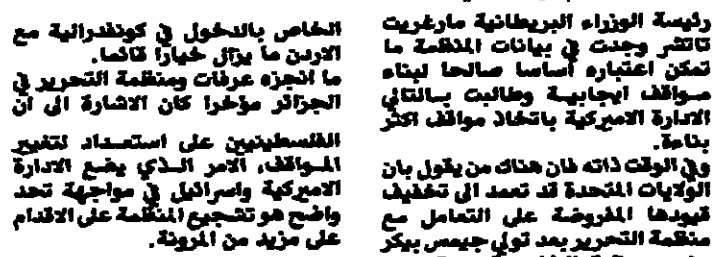 رئيسة الوزراء البريطانية مارغريت
تاتشر وجدت في بيانات المنظمة ما
تمكن اعتباره أساسا صالحا لبناء
مواقف ايجابية وطالبت بالتالي
الادارة الاميركية باتخاذ مواقف اكثر
بناءة.
وفي الوقت ذاته فان هناك من يقول بان
الولايات المتحدة قد تعمد الى تخفيف
قيودها المفروضة على التعامل مع
منظمة التحرير بعد تولي جيمس بيكر
الخاص بالدخول في كونفدرالية مع
الاردن ما يزال خيارا قائما.
ما انجزه عرفات ومنظمة التحرير في
الجزائر مؤخرا كان الاشارة الى ان
الفلسطينيين على استعداد لتغيير
المواقف، الامر الذي يضع الادارة
الاميركية واسرائيل في مواجهة تحد
واضح هو تشجيع المنظمة على الاقدام
على مزيد من المرونة.